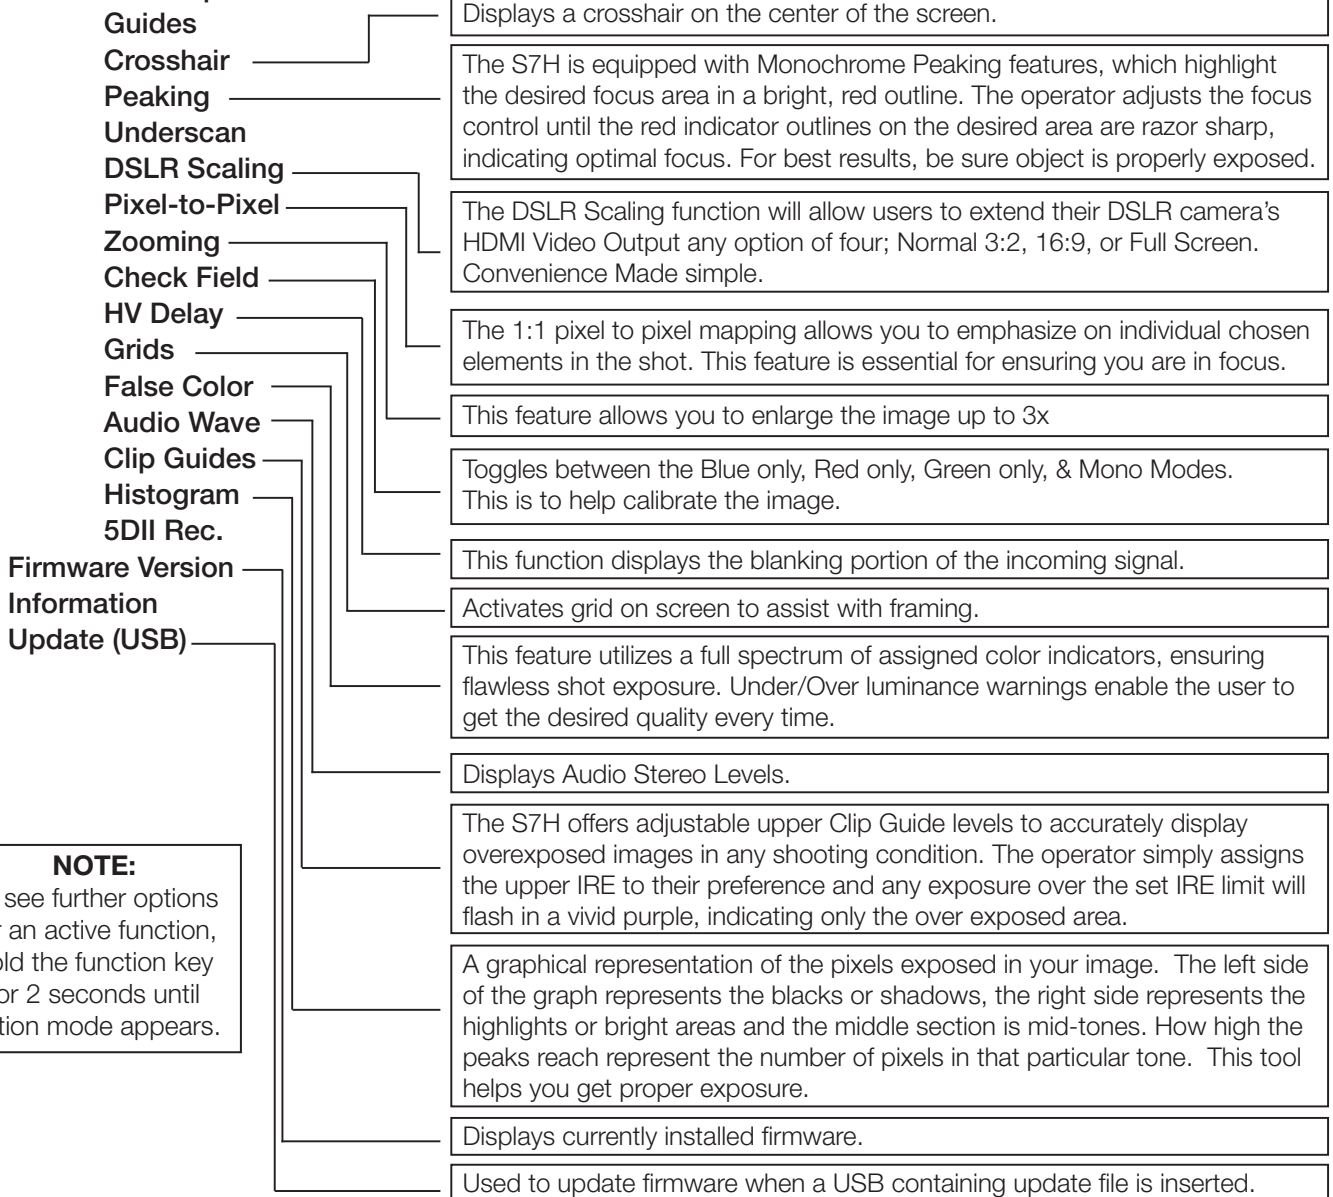 Guides
Crosshair
Peaking
Underscan
DSLR Scaling
Pixel-to-Pixel
Zooming
Check Field
HV Delay
Grids
False Color
Audio Wave
Clip Guides
Histogram
5DII Rec.
Firmware Version
Information
Update (USB)
NOTE:
see further options
an active function,
the function key
2 seconds until
mode appears.
Displays a crosshair on the center of the screen.
The S7H is equipped with Monochrome Peaking features, which highlight
the desired focus area in a bright, red outline. The operator adjusts the focus
control until the red indicator outlines on the desired area are razor sharp,
indicating optimal focus. For best results, be sure object is properly exposed.
The DSLR Scaling function will allow users to extend their DSLR camera’s
HDMI Video Output any option of four; Normal 3:2, 16:9, or Full Screen.
Convenience Made simple.
The 1:1 pixel to pixel mapping allows you to emphasize on individual chosen
elements in the shot. This feature is essential for ensuring you are in focus.
This feature allows you to enlarge the image up to 3x
Toggles between the Blue only, Red only, Green only, & Mono Modes.
This is to help calibrate the image.
This function displays the blanking portion of the incoming signal.
Activates grid on screen to assist with framing.
This feature utilizes a full spectrum of assigned color indicators, ensuring
flawless shot exposure. Under/Over luminance warnings enable the user to
get the desired quality every time.
Displays Audio Stereo Levels.
The S7H offers adjustable upper Clip Guide levels to accurately display
overexposed images in any shooting condition. The operator simply assigns
the upper IRE to their preference and any exposure over the set IRE limit will
flash in a vivid purple, indicating only the over exposed area.
A graphical representation of the pixels exposed in your image. The left side
of the graph represents the blacks or shadows, the right side represents the
highlights or bright areas and the middle section is mid-tones. How high the
peaks reach represent the number of pixels in that particular tone. This tool
helps you get proper exposure.
Displays currently installed firmware.
Used to update firmware when a USB containing update file is inserted.